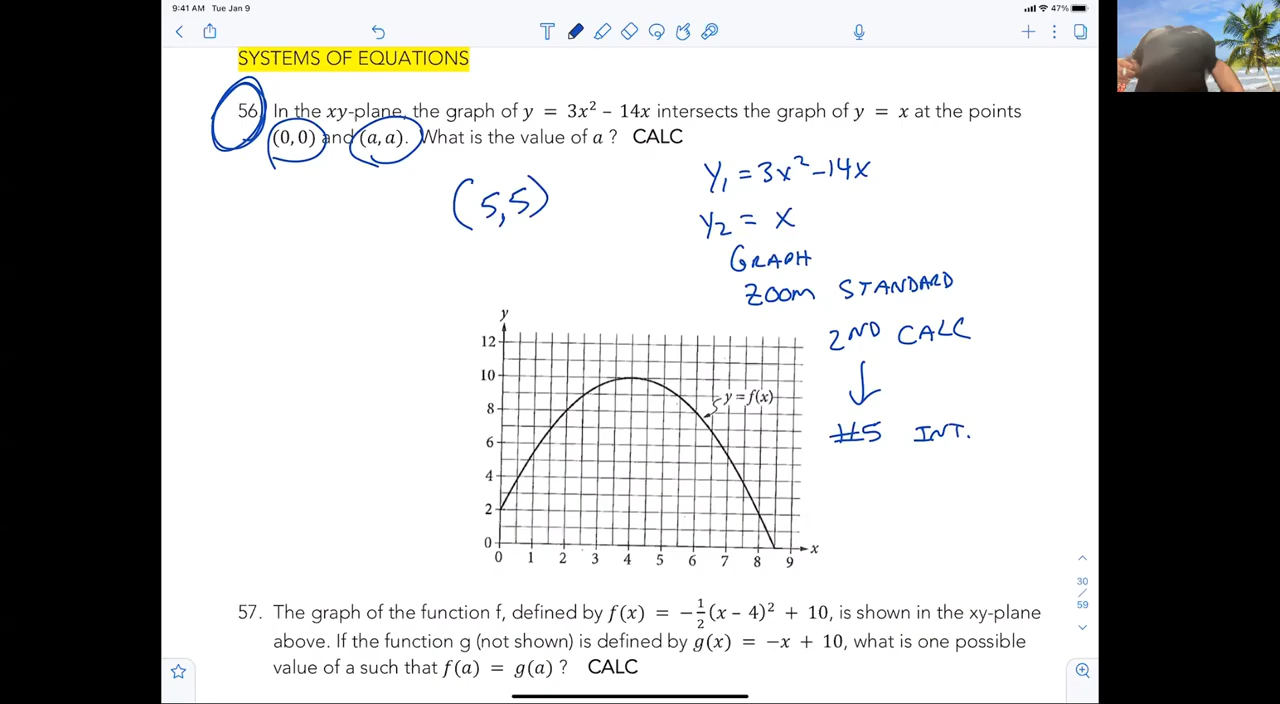 9:41 AM Tue Jan 9
47%
SYSTEMS OF EQUATIONS
56. In the xy-plane, the graph of y = 3x² − 14x intersects the graph of y = x at the points
(0,0) and (a, a). What is the value of a ? CALC
(5,5)
Y₁ = 3x² − 14x
Y₂ = X
GRAPH
ZOOM STANDARD
2ND CALC
↓
#5 INT.
y
12
10
8
6
4
2
0
y = f(x)
0 1 2 3 4 5 6 7 8 9 x
57. The graph of the function f, defined by f(x) = −1/2(x − 4)² + 10, is shown in the xy-plane
above. If the function g (not shown) is defined by g(x) = −x + 10, what is one possible
value of a such that f(a) = g(a) ? CALC
30
/
59